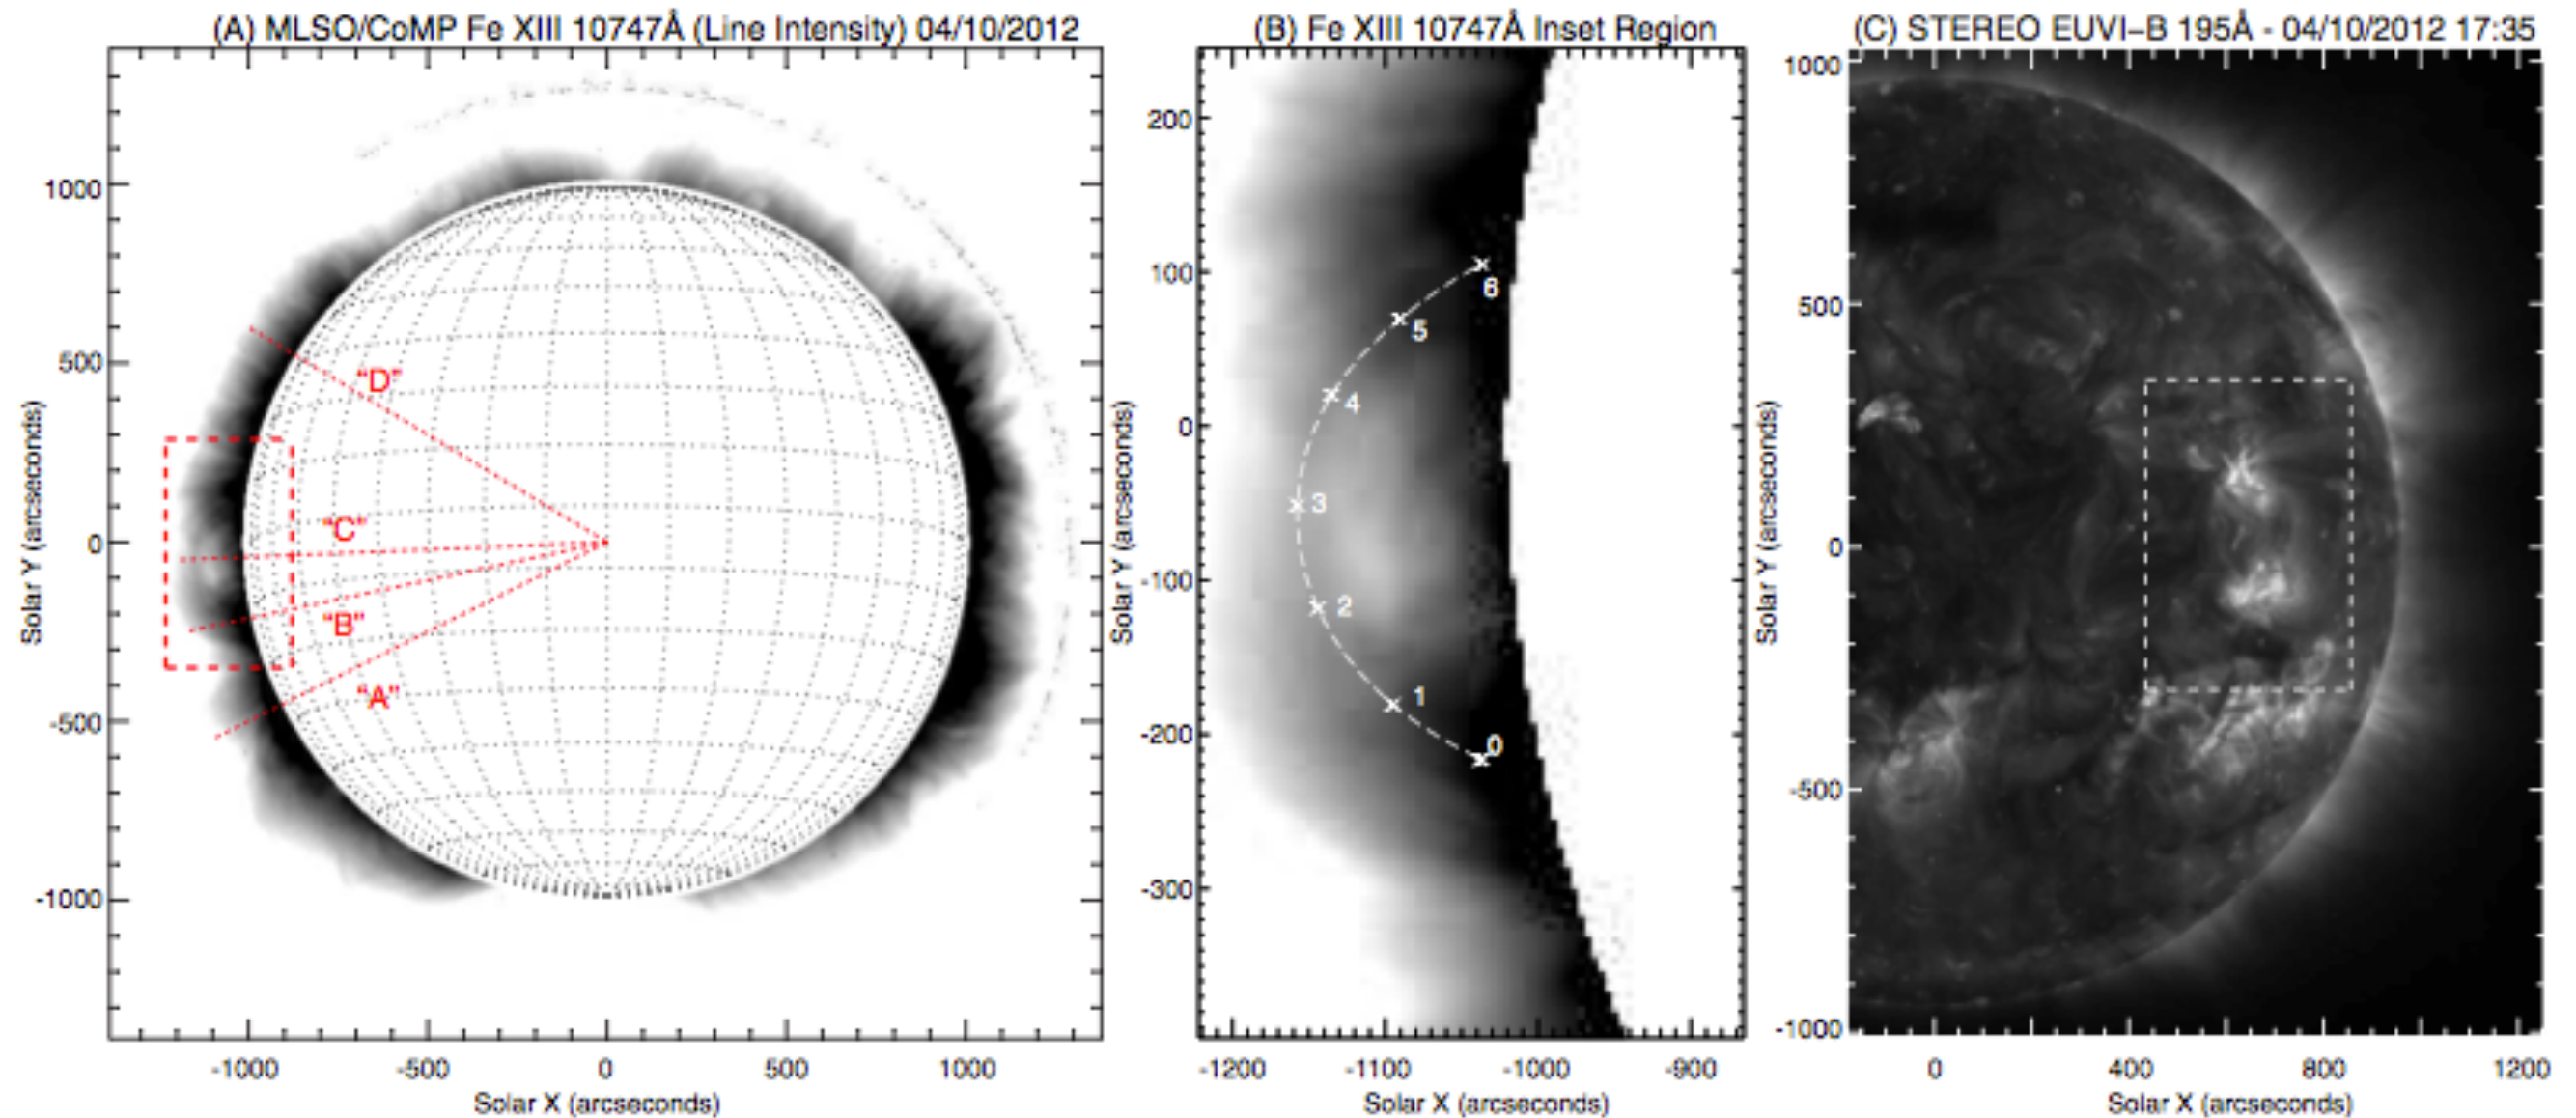 (A) MLSO/CoMP Fe XIII 10747Å (Line Intensity) 04/10/2012
Solar Y (arcseconds)
1000
500
0
-500
-1000
“D”
“C”
“B”
“A”
-1000 -500 0 500 1000
Solar X (arcseconds)
(B) Fe XIII 10747Å Inset Region
Solar Y (arcseconds)
200
100
0
-100
-200
-300
6
5
4
3
2
1
0
-1200 -1100 -1000 -900
Solar X (arcseconds)
(C) STEREO EUVI-B 195Å - 04/10/2012 17:35
Solar Y (arcseconds)
1000
500
0
-500
-1000
0 400 800 1200
Solar X (arcseconds)